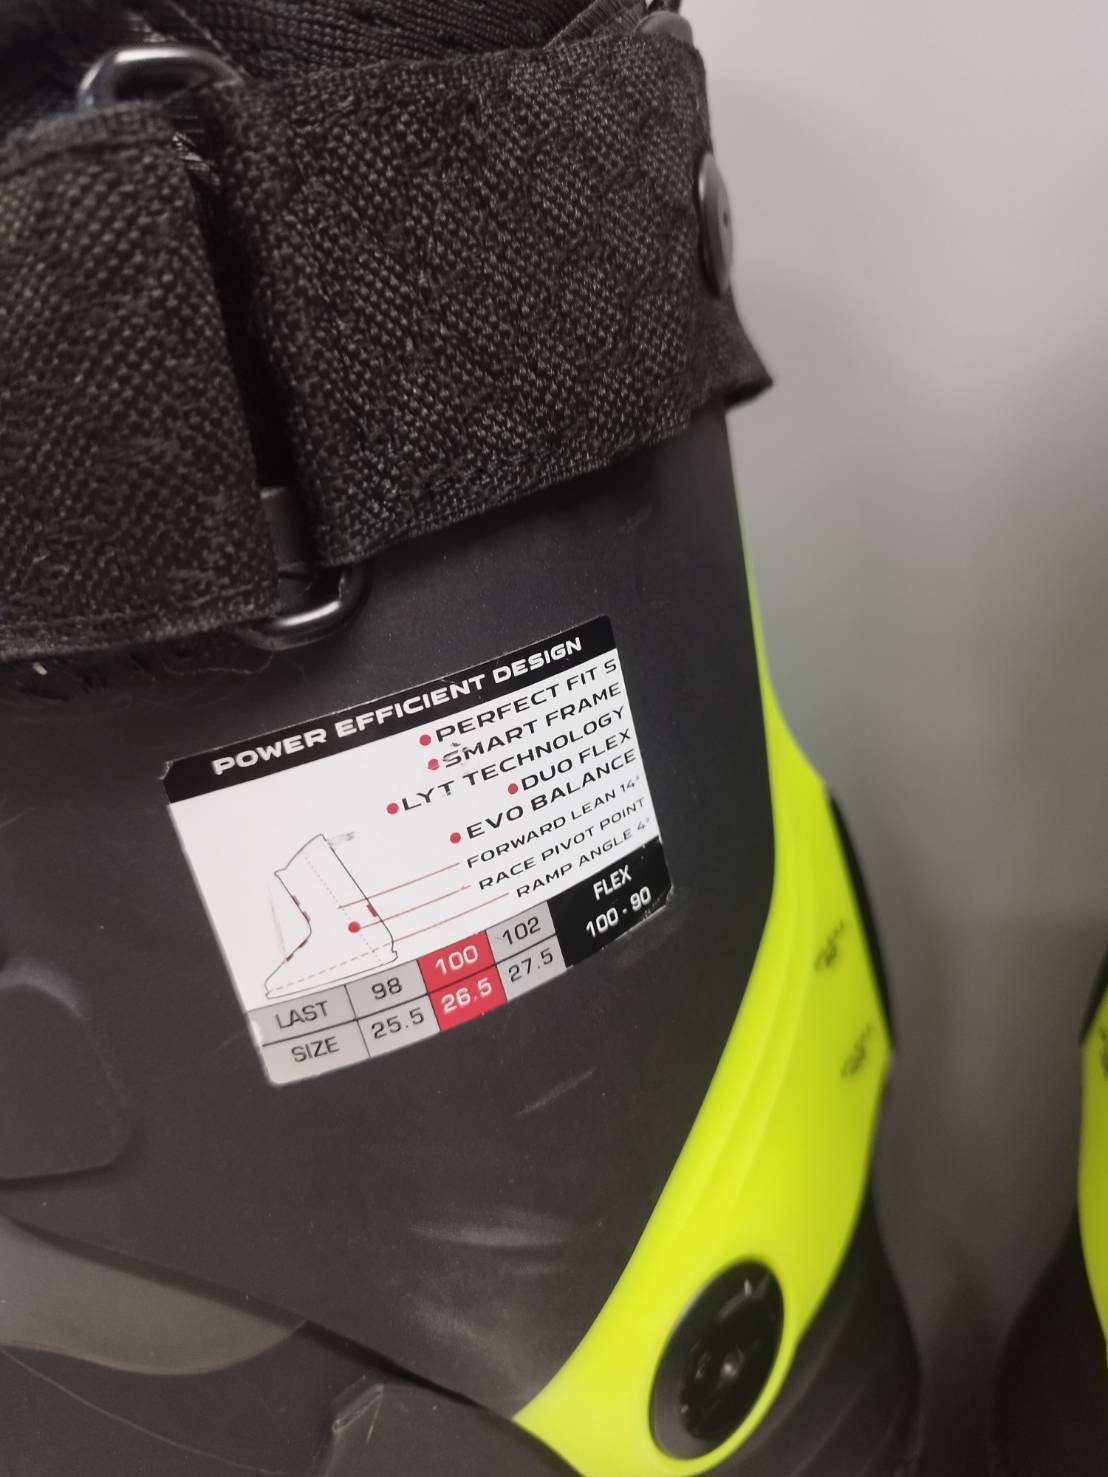 POWER EFFICIENT DESIGN
•PERFECT FIT S
•SMART FRAME
•LYT TECHNOLOGY
•DUO FLEX
•EVO BALANCE
FORWARD LEAN 14°
RACE PIVOT POINT
RAMP ANGLE 4°
LAST 98 100 102
SIZE 25.5 26.5 27.5
FLEX
100 - 90